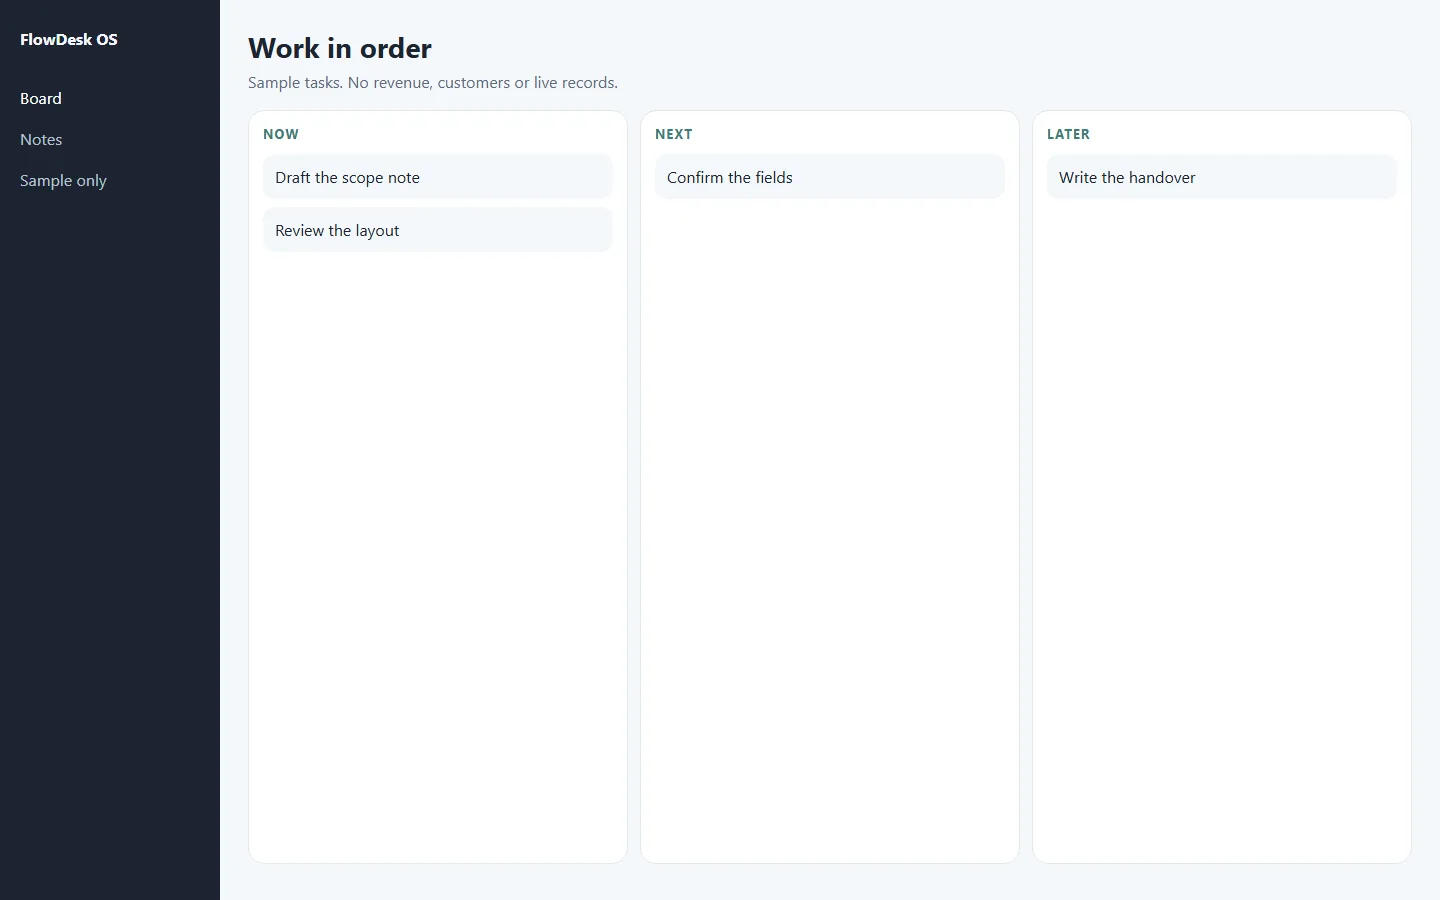 FlowDesk OS
Board
Notes
Sample only
Work in order
Sample tasks. No revenue, customers or live records.
NOW
Draft the scope note
Review the layout
NEXT
Confirm the fields
LATER
Write the handover